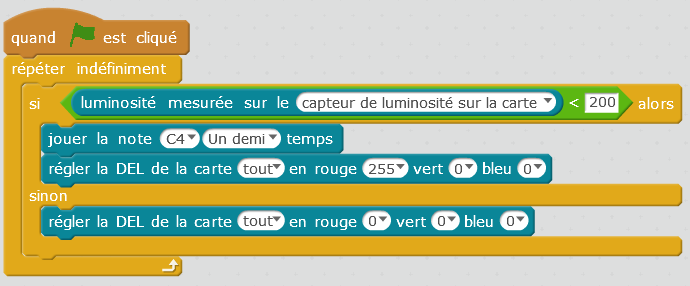 quand est cliqué
répéter indéfiniment
si luminosité mesurée sur le capteur de luminosité sur la carte < 200 alors
jouer la note C4 Un demi temps
régler la DEL de la carte tout en rouge 255 vert 0 bleu 0
sinon
régler la DEL de la carte tout en rouge 0 vert 0 bleu 0